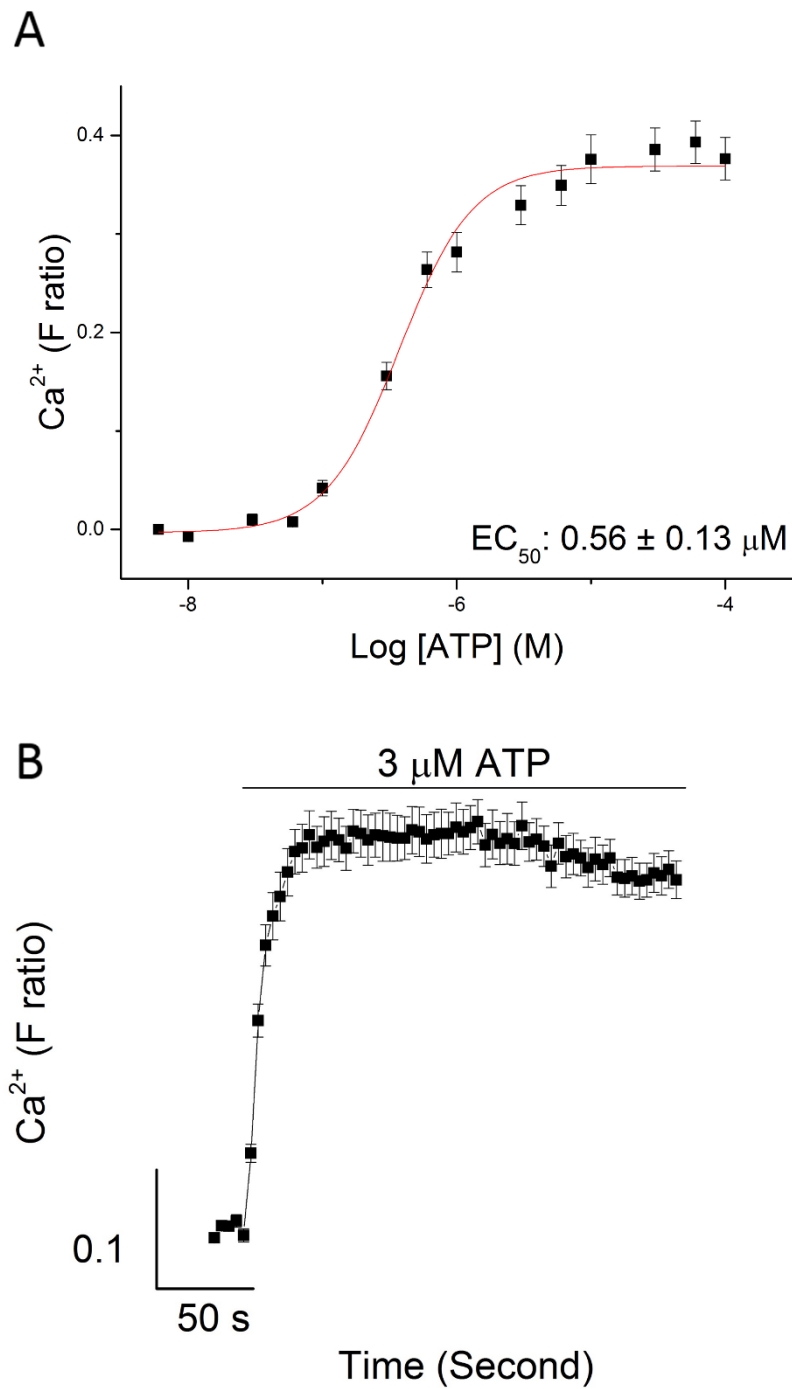 A
0.4
0.2
0.0
Ca²⁺ (F ratio)
EC₅₀: 0.56 ± 0.13 μM
-8
-6
-4
Log [ATP] (M)
B
3 μM ATP
Ca²⁺ (F ratio)
0.1
50 s
Time (Second)